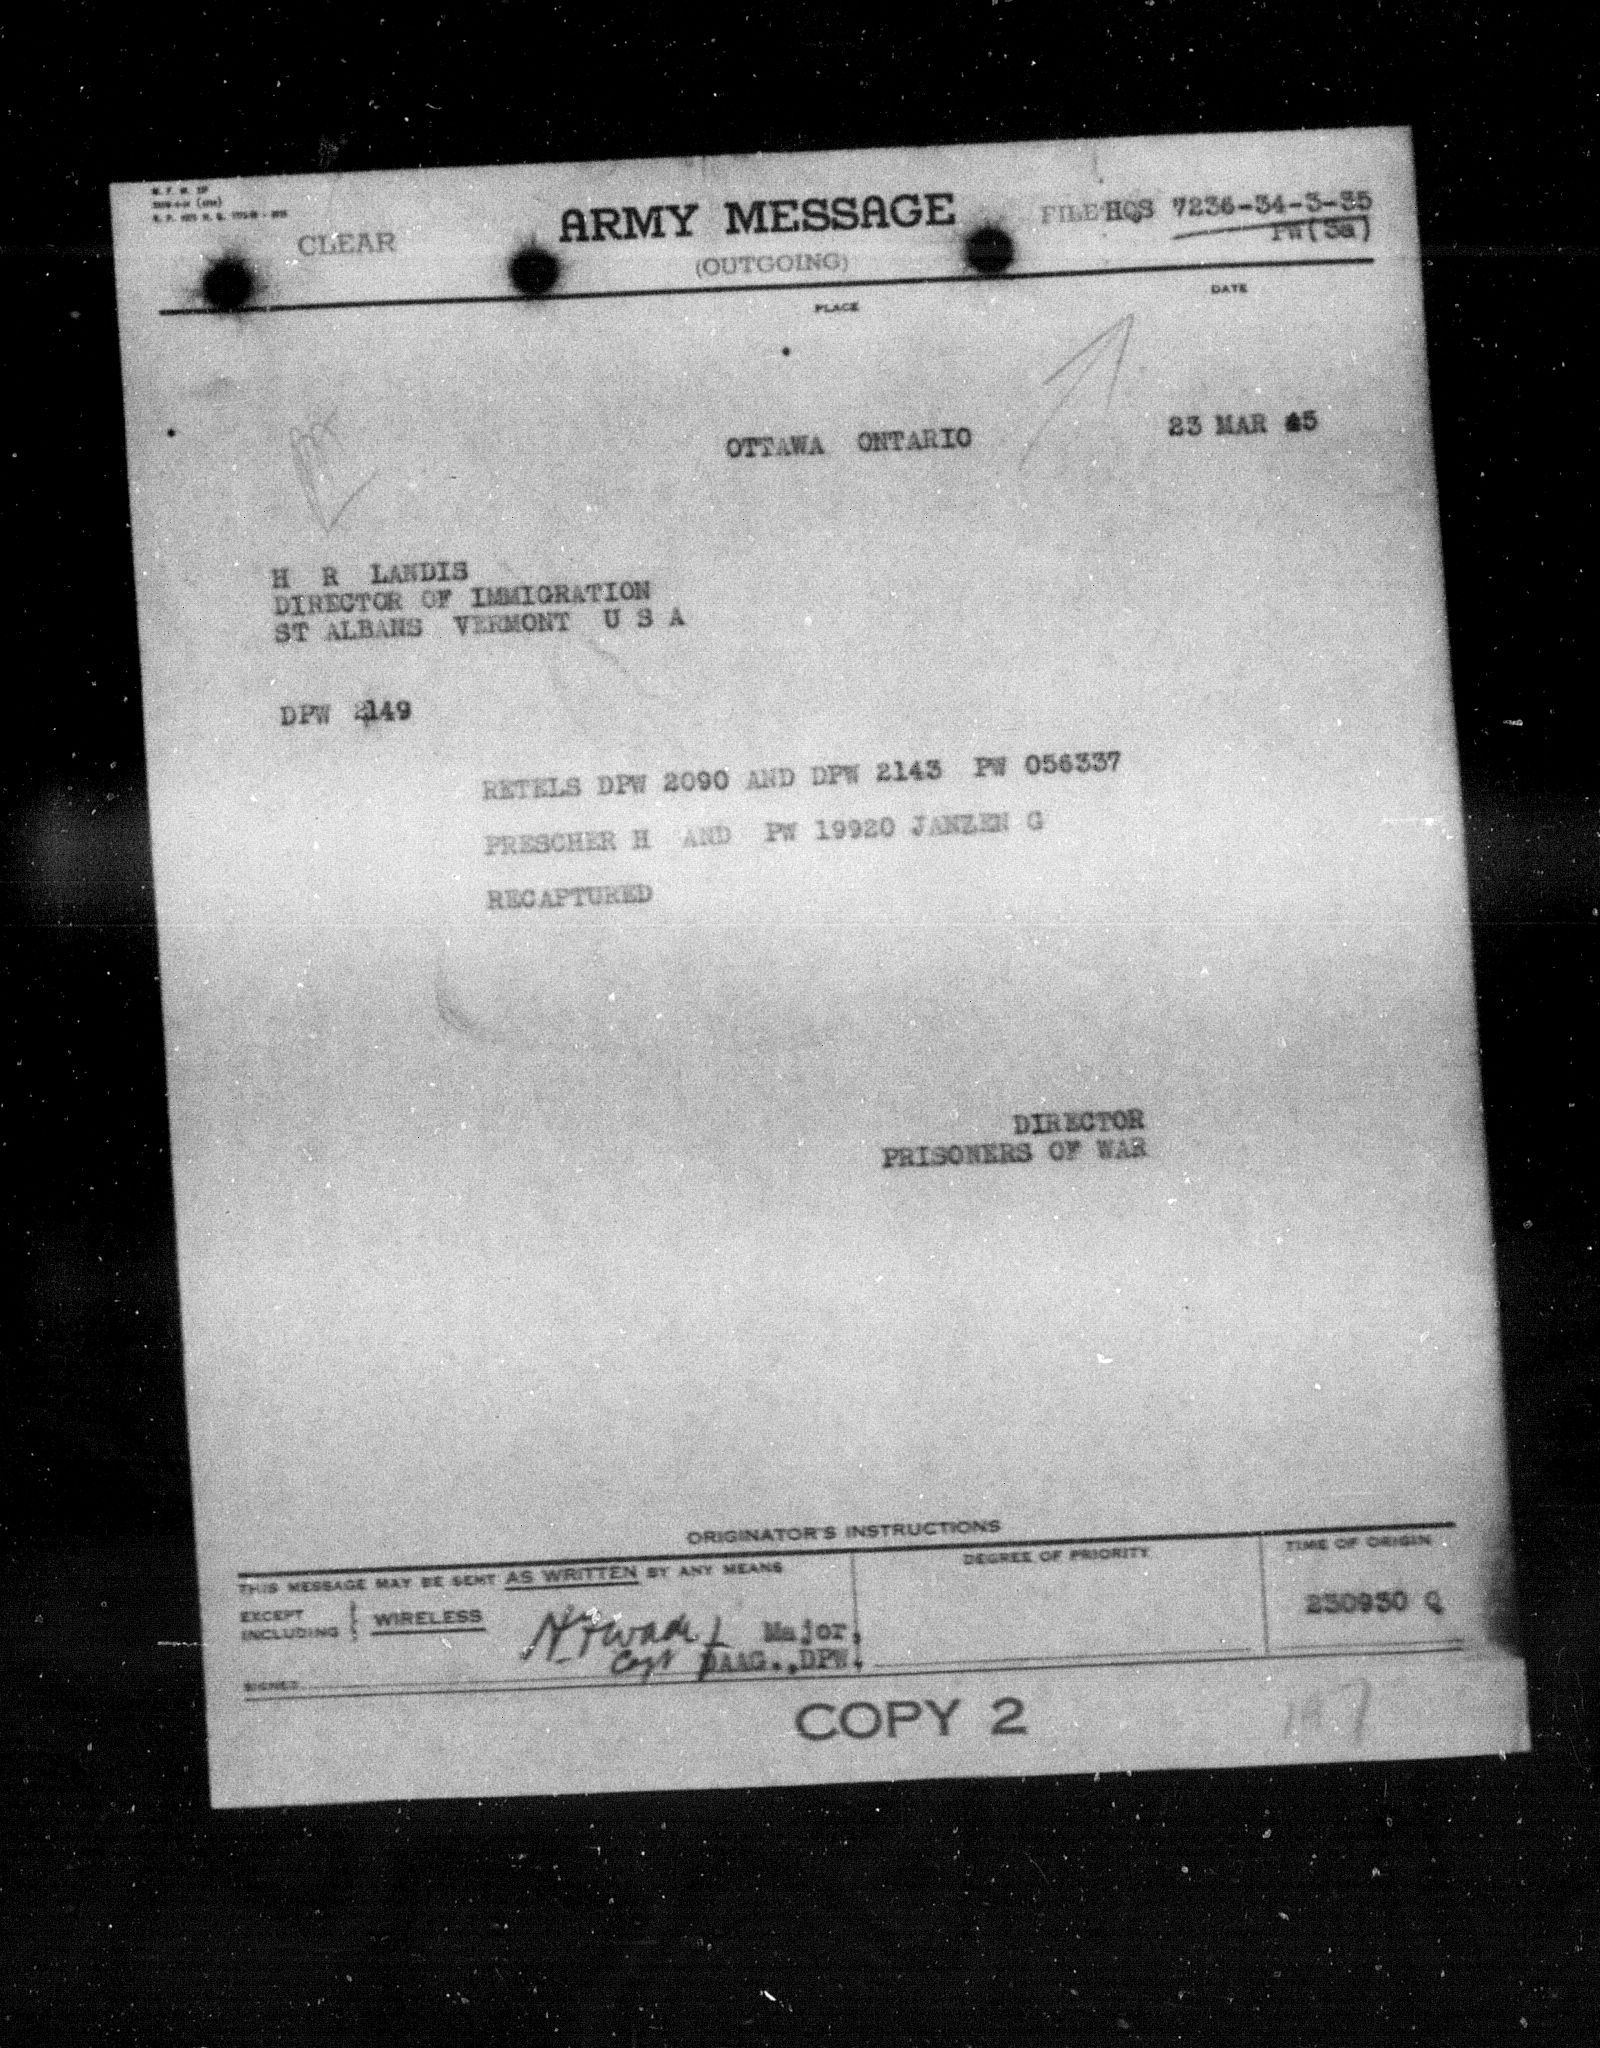 CLEAR
ARMY MESSAGE
(OUTGOING)
FILE HQS 7236-34-3-35
PW(3a)
PLACE
DATE
OTTAWA ONTARIO
23 MAR 45
H R LANDIS
DIRECTOR OF IMMIGRATION
ST ALBANS VERMONT U S A
DPW 2149
RETELS DPW 2090 AND DPW 2143 PW 056337
PRESCHER H AND PW 19920 JANZEN G
RECAPTURED
DIRECTOR
PRISONERS OF WAR
ORIGINATOR'S INSTRUCTIONS
THIS MESSAGE MAY BE SENT AS WRITTEN BY ANY MEANS
DEGREE OF PRIORITY
TIME OF ORIGIN
EXCEPT
INCLUDING
WIRELESS
230930 Q
Major,
Capt DAAG.,DPW.
SIGNED
COPY 2